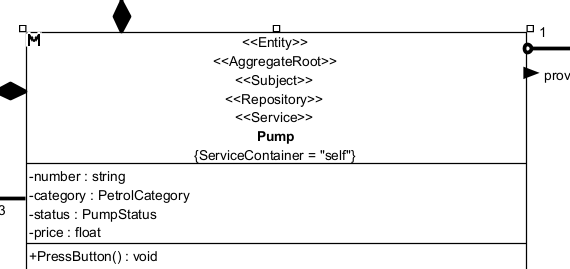 1
M
<<Entity>>
<<AggregateRoot>>
<<Subject>>
<<Repository>>
<<Service>>
Pump
{ServiceContainer = "self"}
prov
-number : string
-category : PetrolCategory
-status : PumpStatus
-price : float
3
+PressButton() : void